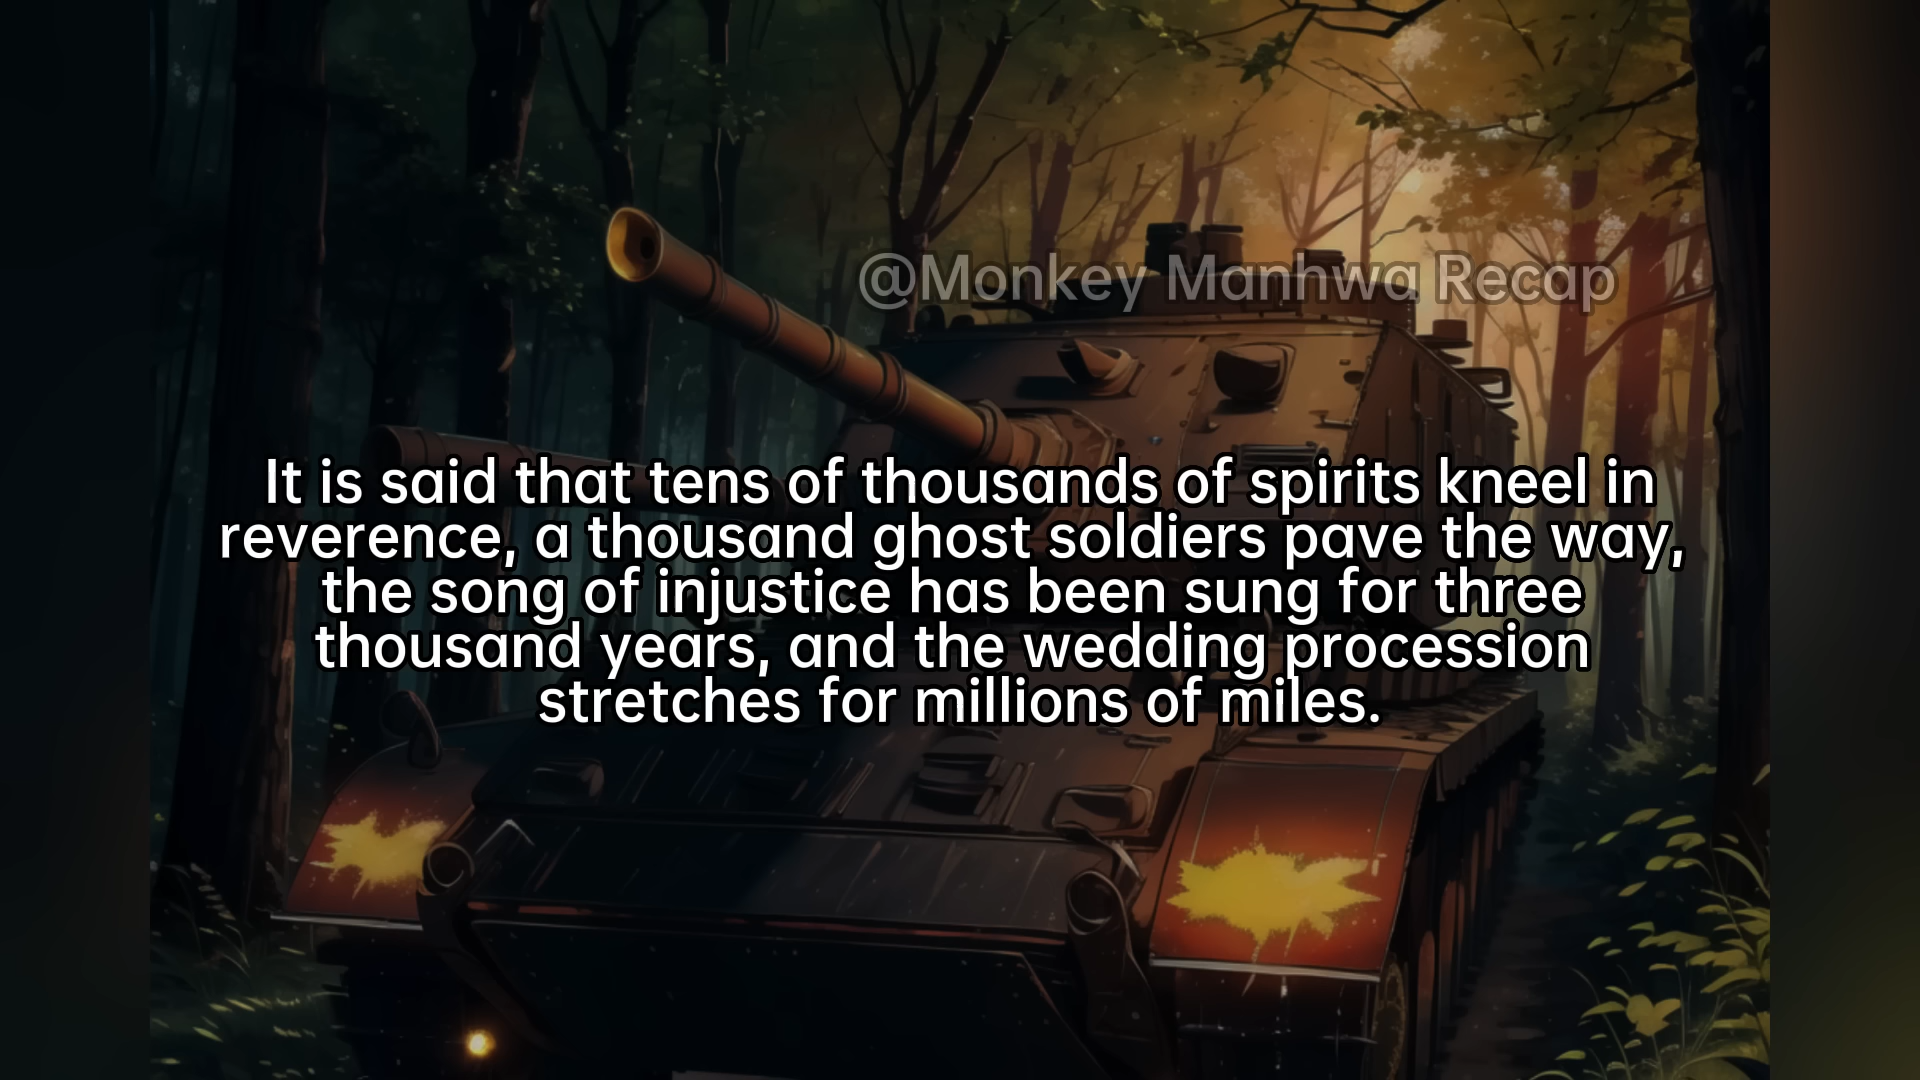 @Monkey Manhwa Recap
It is said that tens of thousands of spirits kneel in
reverence, a thousand ghost soldiers pave the way,
the song of injustice has been sung for three
thousand years, and the wedding procession
stretches for millions of miles.